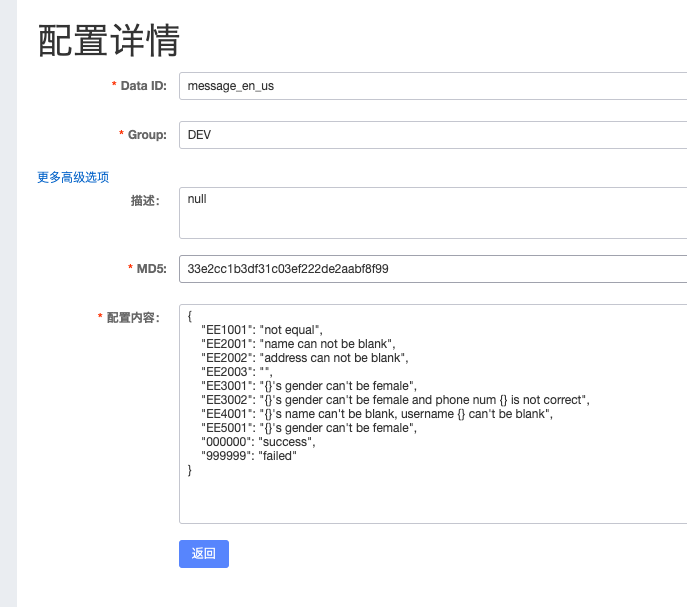 配置详情
* Data ID: message_en_us
* Group: DEV
更多高级选项
描述: null
* MD5: 33e2cc1b3df31c03ef222de2aabf8f99
* 配置内容: {
"EE1001": "not equal",
"EE2001": "name can not be blank",
"EE2002": "address can not be blank",
"EE2003": "",
"EE3001": "{}'s gender can't be female",
"EE3002": "{}'s gender can't be female and phone num {} is not correct",
"EE4001": "{}'s name can't be blank, username {} can't be blank",
"EE5001": "{}'s gender can't be female",
"000000": "success",
"999999": "failed"
}
返回